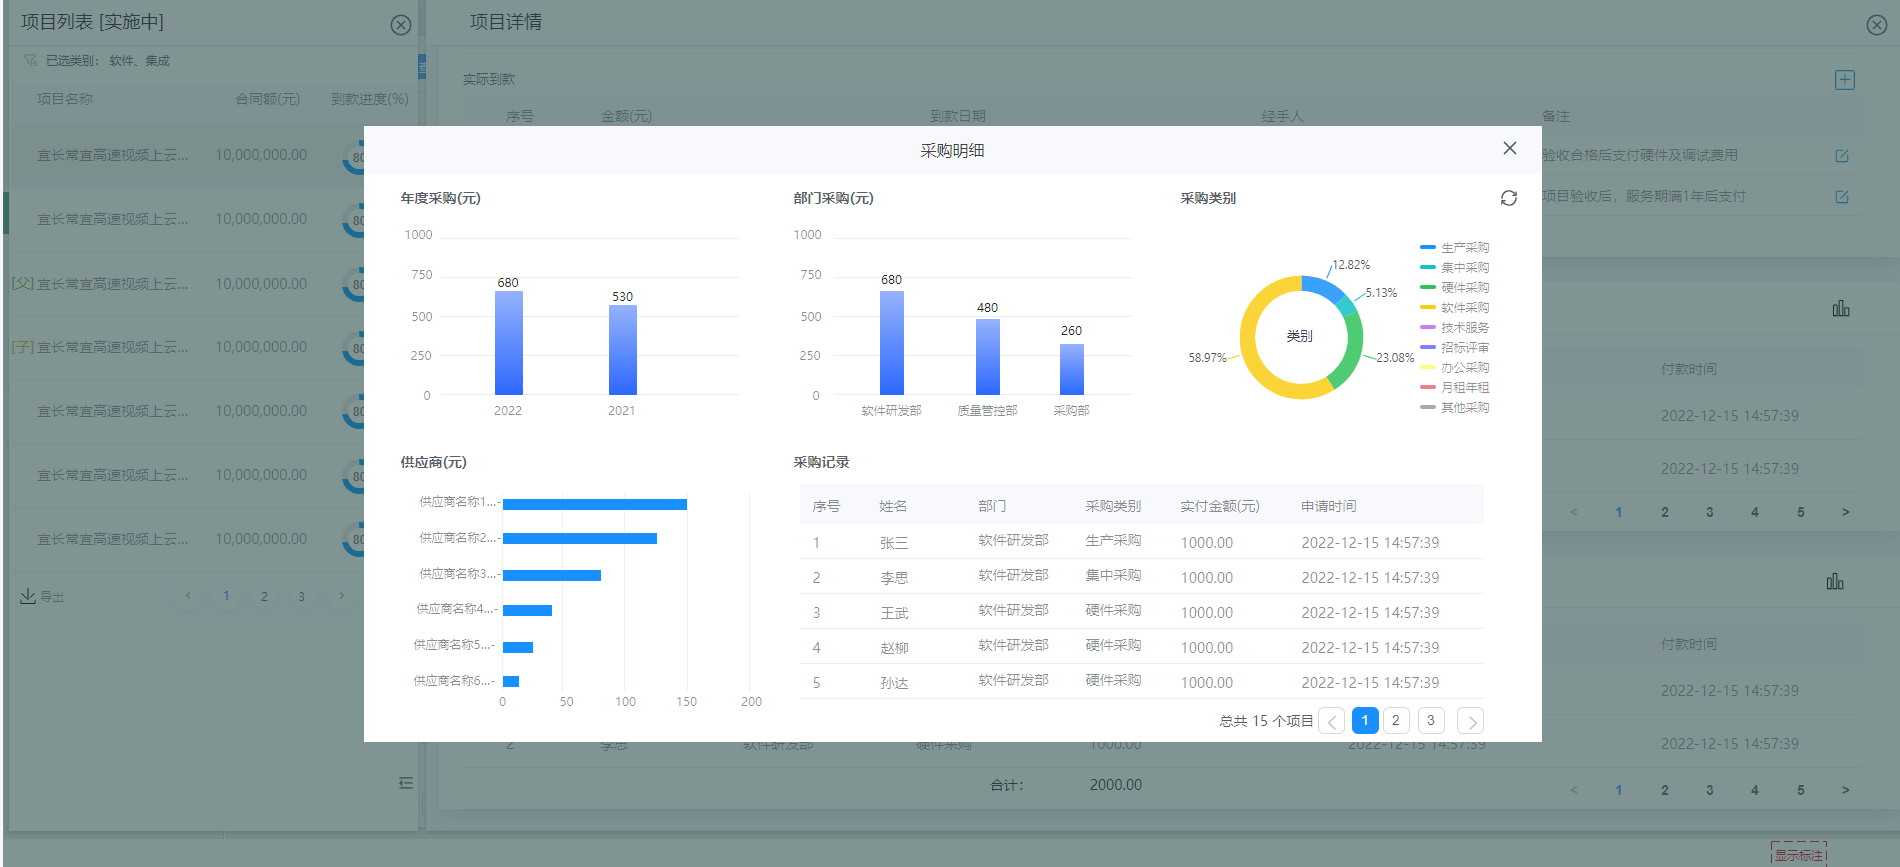 项目列表 [实施中]
项目详情
已选类别： 软件、集成
实际到款
项目名称 合同额(元) 到款进度(%)
序号 金额(元) 到款日期 经手人 备注
宜长常宜高速视频上云... 10,000,000.00 80
验收合格后支付硬件及调试费用
宜长常宜高速视频上云... 10,000,000.00 80
项目验收后，服务期满1年后支付
[父] 宜长常宜高速视频上云... 10,000,000.00 80
[子] 宜长常宜高速视频上云... 10,000,000.00 80
宜长常宜高速视频上云... 10,000,000.00 80
宜长常宜高速视频上云... 10,000,000.00 80
宜长常宜高速视频上云... 10,000,000.00 80
导出
< 1 2 3 >
采购明细
年度采购(元)
1000
750
500
250
0
680
530
2022 2021
部门采购(元)
1000
750
500
250
0
680
480
260
软件研发部 质量管控部 采购部
采购类别
12.82%
5.13%
23.08%
58.97%
类别
生产采购
集中采购
硬件采购
软件采购
技术服务
招标评审
办公采购
月租年租
其他采购
供应商(元)
供应商名称1...
供应商名称2...
供应商名称3...
供应商名称4...
供应商名称5...
供应商名称6...
0 50 100 150 200
采购记录
序号 姓名 部门 采购类别 实付金额(元) 申请时间
1 张三 软件研发部 生产采购 1000.00 2022-12-15 14:57:39
2 李思 软件研发部 集中采购 1000.00 2022-12-15 14:57:39
3 王武 软件研发部 硬件采购 1000.00 2022-12-15 14:57:39
4 赵柳 软件研发部 硬件采购 1000.00 2022-12-15 14:57:39
5 孙达 软件研发部 硬件采购 1000.00 2022-12-15 14:57:39
总共 15 个项目 < 1 2 3 >
付款时间
2022-12-15 14:57:39
2022-12-15 14:57:39
< 1 2 3 4 5 >
付款时间
2022-12-15 14:57:39
2 李思 软件研发部 硬件采购 1000.00 2022-12-15 14:57:39 2022-12-15 14:57:39
合计： 2000.00
< 1 2 3 4 5 >
显示标注